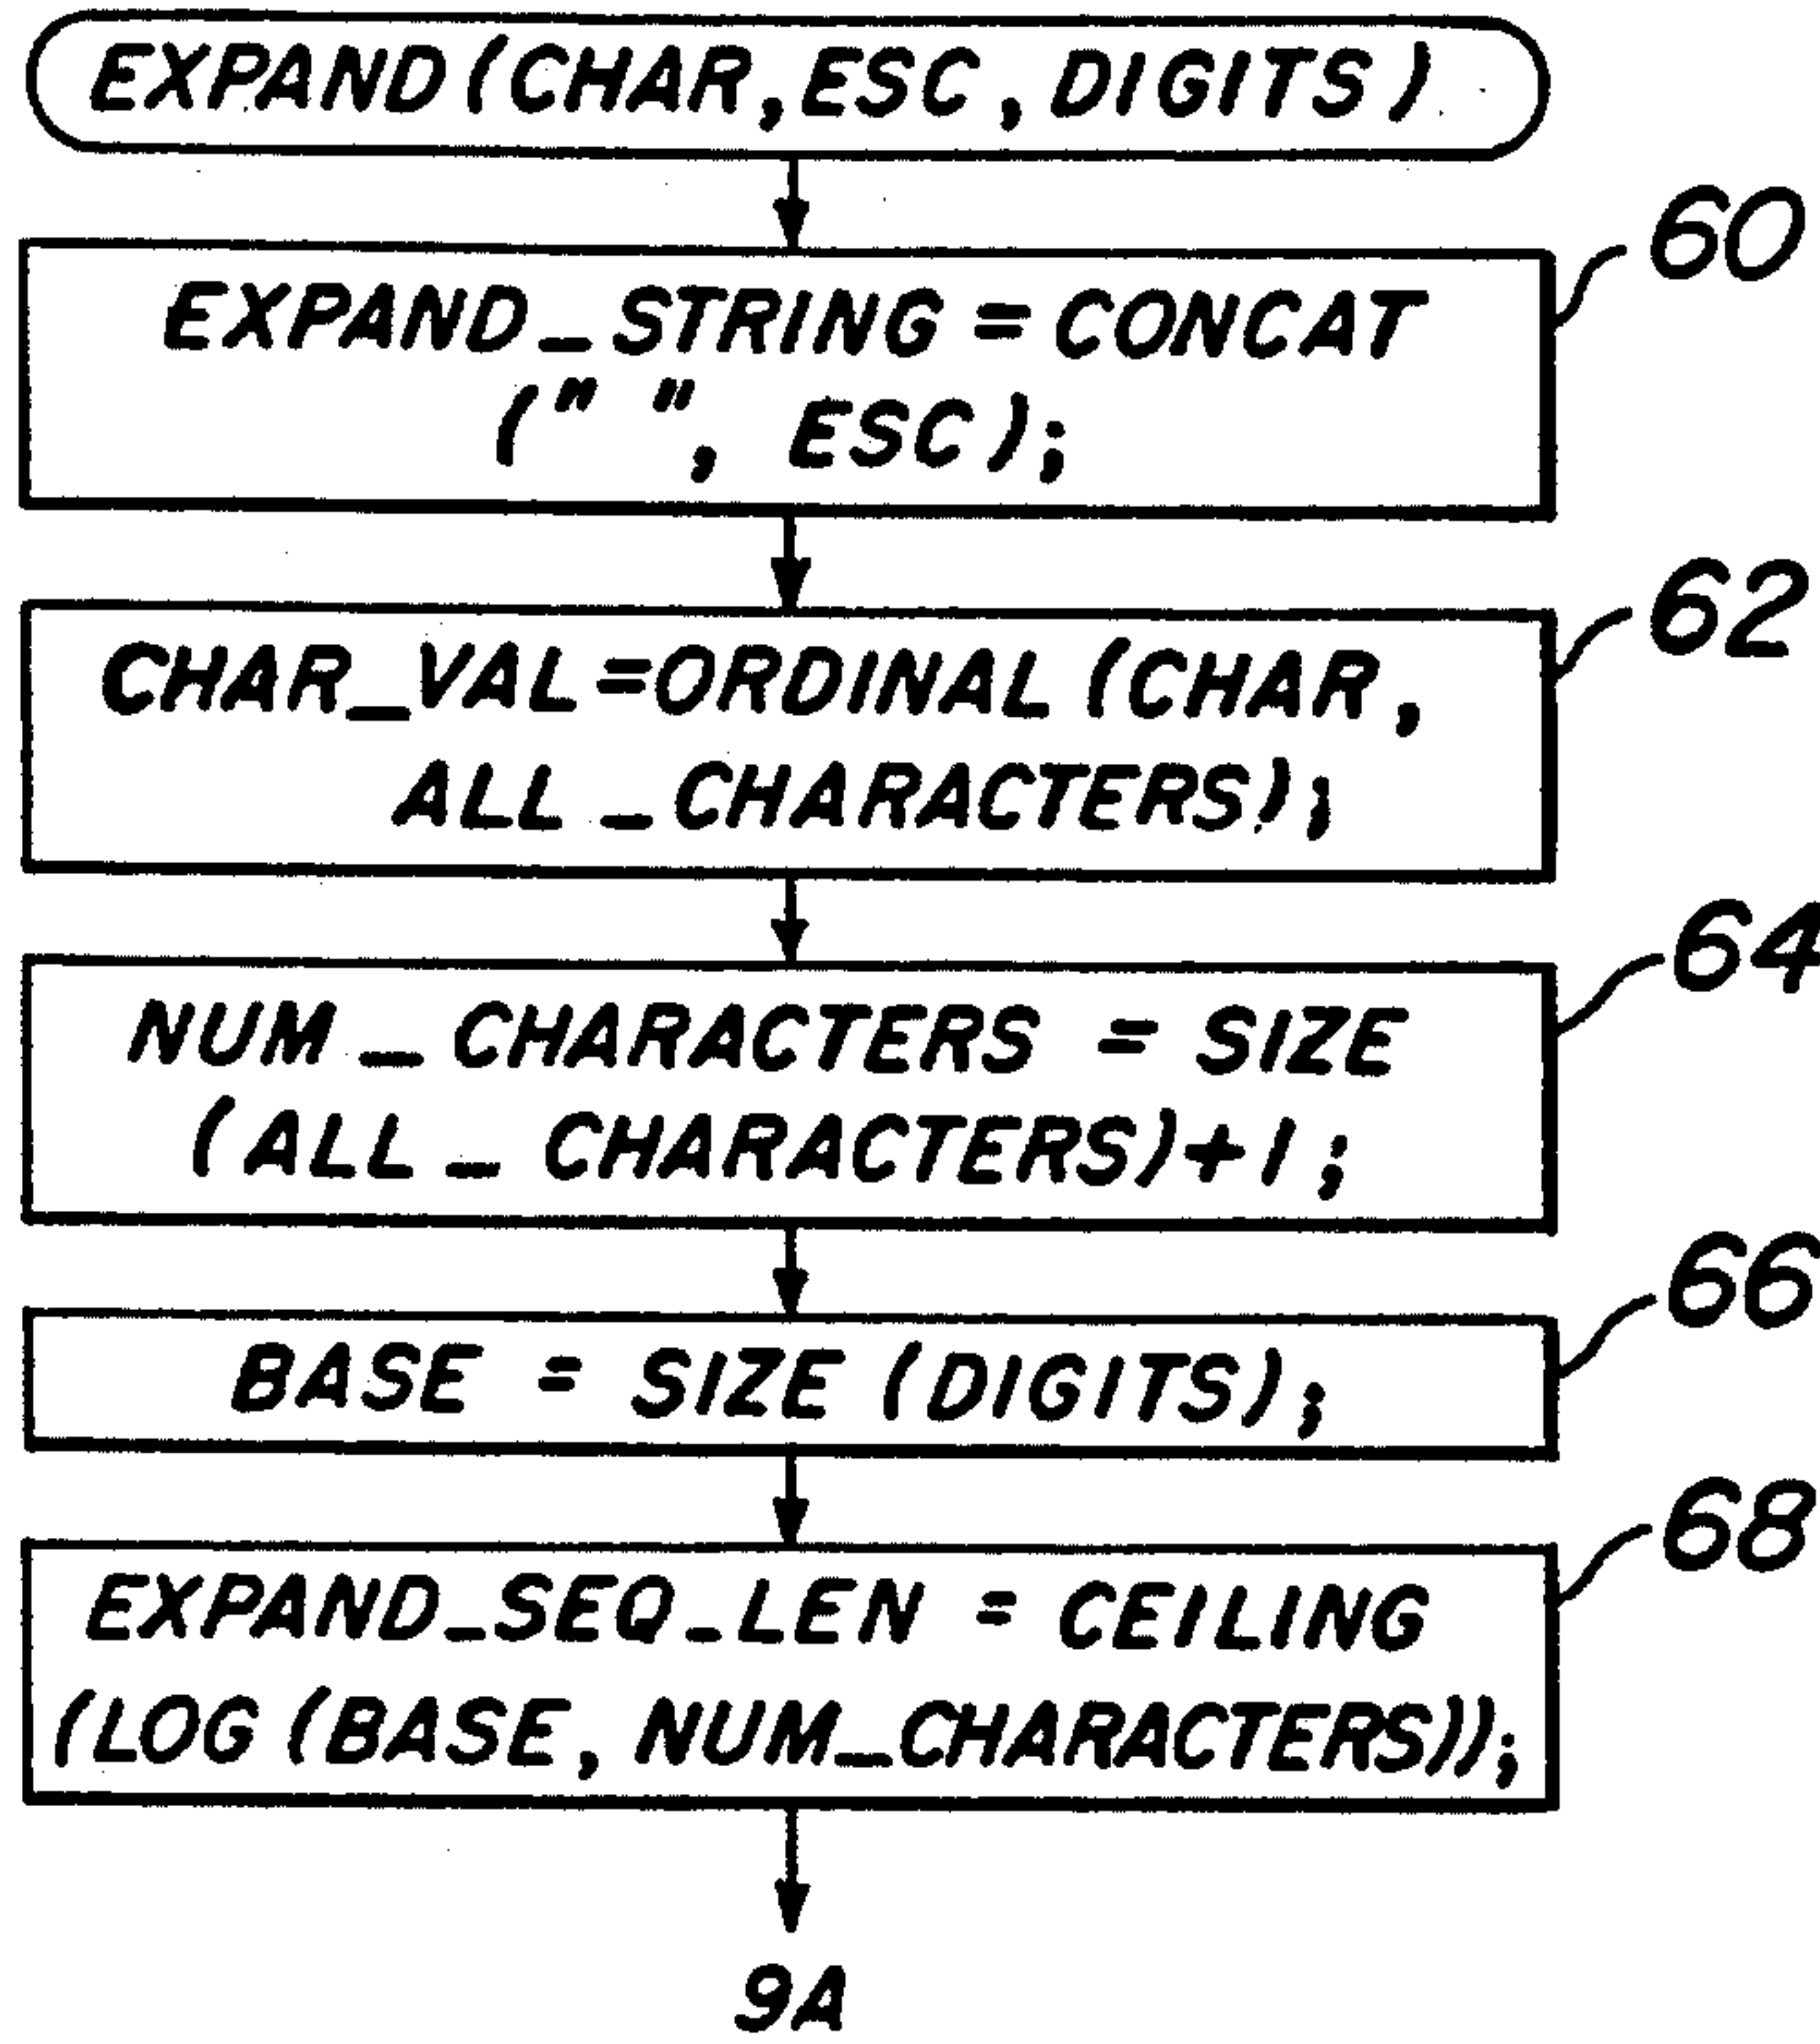 EXPAND(CHAR,ESC,DIGITS)
60
EXPAND_STRING = CONCAT
(" ", ESC);
62
CHAR_VAL=ORDINAL (CHAR,
ALL_CHARACTERS);
64
NUM_CHARACTERS = SIZE
(ALL_CHARACTERS)+1;
66
BASE = SIZE (DIGITS);
68
EXPAND_SEQ_LEN = CEILING
(LOG (BASE, NUM_CHARACTERS));
9A